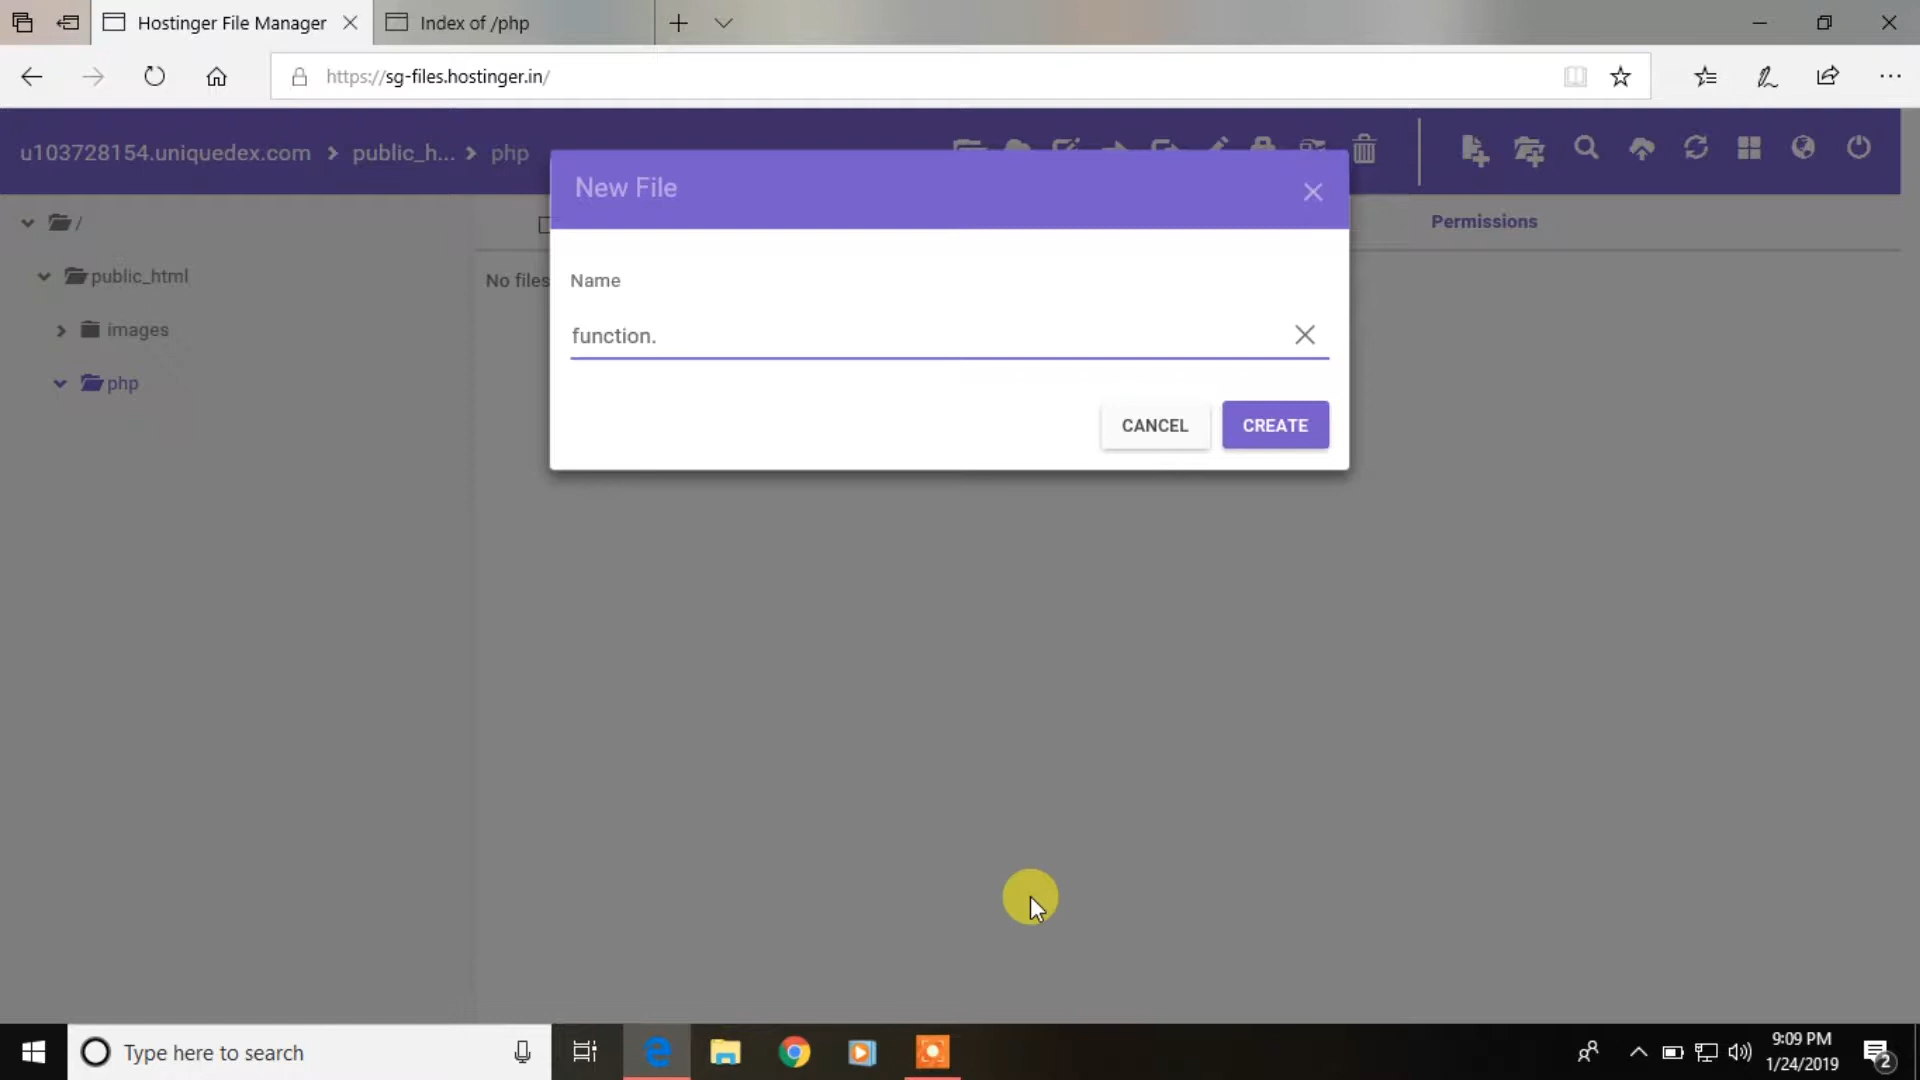 Hostinger File Manager
Index of /php
https://sg-files.hostinger.in/
u103728154.uniquedex.com
public_h...
php
New File
/
Permissions
public_html
No files
Name
images
function.
php
CANCEL
CREATE
Type here to search
9:09 PM
1/24/2019
2